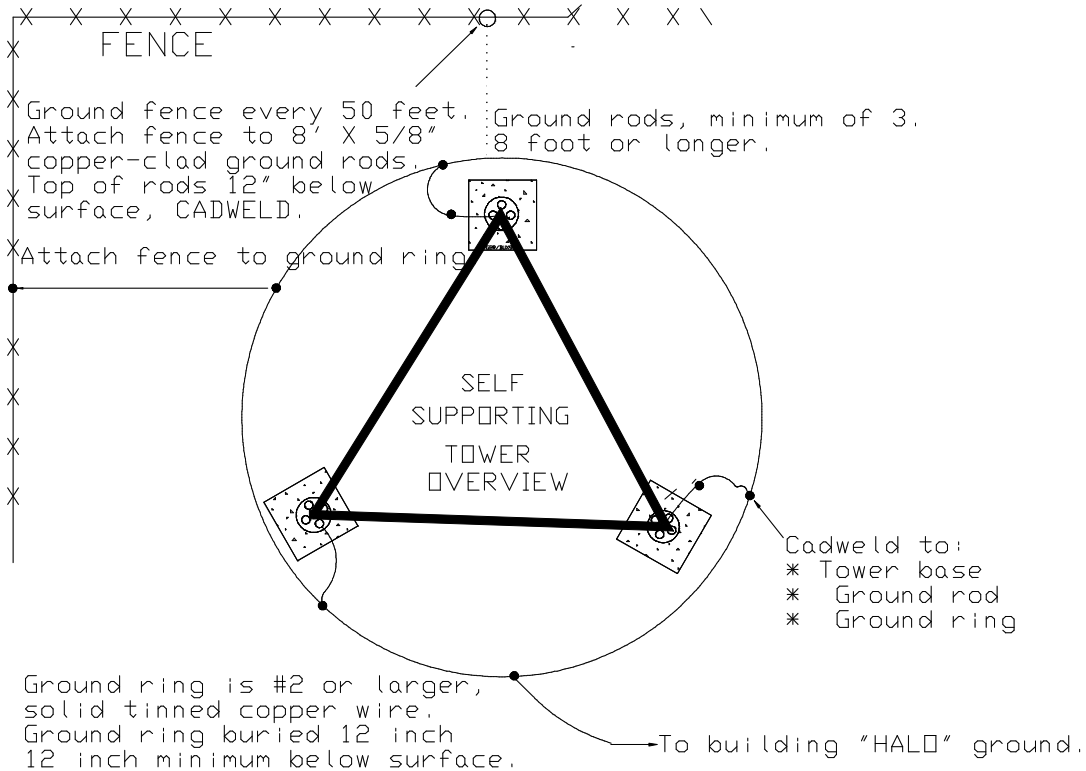 FENCE
Ground fence every 50 feet.
Attach fence to 8' X 5/8"
copper-clad ground rods.
Top of rods 12" below
surface, CADWELD.
Ground rods, minimum of 3.
8 foot or longer.
Attach fence to ground ring
SELF
SUPPORTING
TOWER
OVERVIEW
Cadweld to:
* Tower base
* Ground rod
* Ground ring
Ground ring is #2 or larger,
solid tinned copper wire.
Ground ring buried 12 inch
12 inch minimum below surface.
To building "HALO" ground.